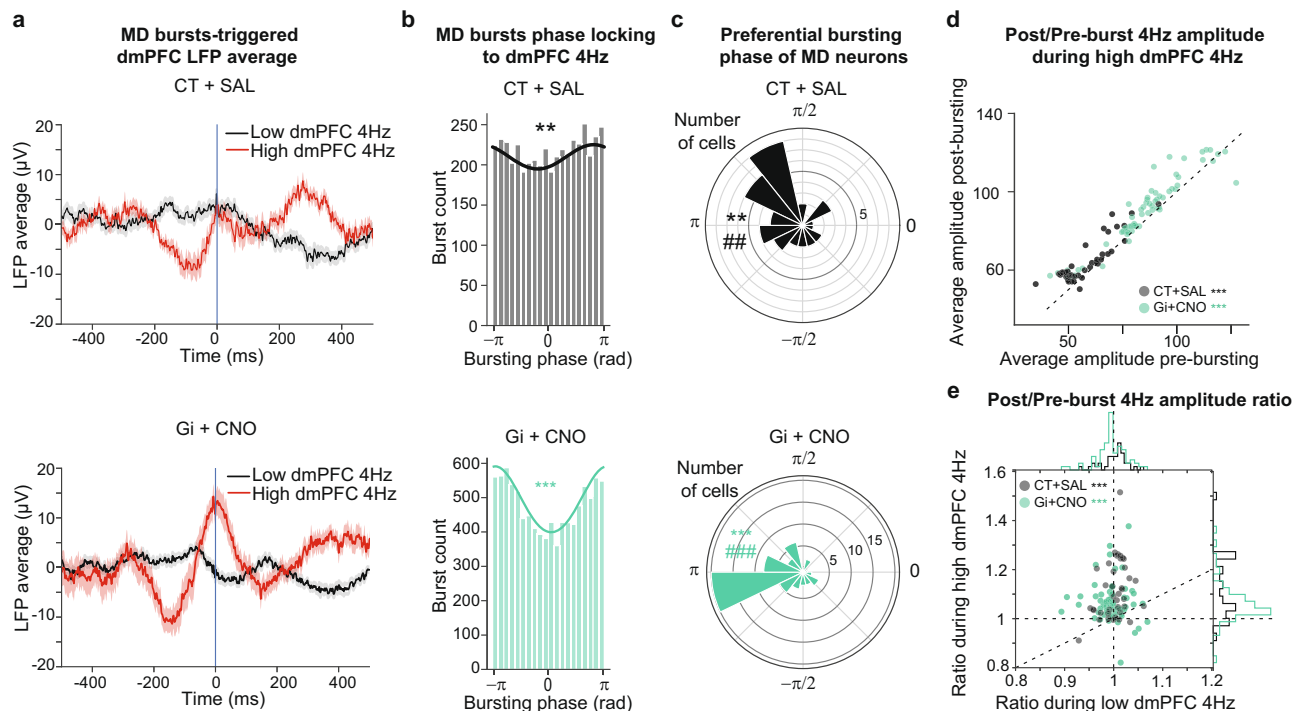 a
MD bursts-triggered
dmPFC LFP average
CT + SAL
Low dmPFC 4Hz
High dmPFC 4Hz
LFP average (µV)
20
10
0
-10
-20
-400
-200
0
200
400
Time (ms)
Gi + CNO
Low dmPFC 4Hz
High dmPFC 4Hz
LFP average (µV)
20
10
0
-10
-20
-400
-200
0
200
400
Time (ms)
b
MD bursts phase locking
to dmPFC 4Hz
CT + SAL
**
Burst count
250
200
150
100
50
0
−π
0
π
Bursting phase (rad)
Gi + CNO
***
Burst count
600
500
400
300
200
100
0
−π
0
π
Bursting phase (rad)
c
Preferential bursting
phase of MD neurons
CT + SAL
π/2
Number
of cells
5
π
**
##
0
−π/2
Gi + CNO
π/2
Number
of cells
***
###
5
10
15
π
0
−π/2
d
Post/Pre-burst 4Hz amplitude
during high dmPFC 4Hz
Average amplitude post-bursting
140
100
60
CT+SAL ***
Gi+CNO ***
50
100
Average amplitude pre-bursting
e
Post/Pre-burst 4Hz amplitude ratio
Ratio during high dmPFC 4Hz
1.6
1.4
1.2
1.0
0.8
CT+SAL ***
Gi+CNO ***
0.8
0.9
1
1.1
1.2
Ratio during low dmPFC 4Hz